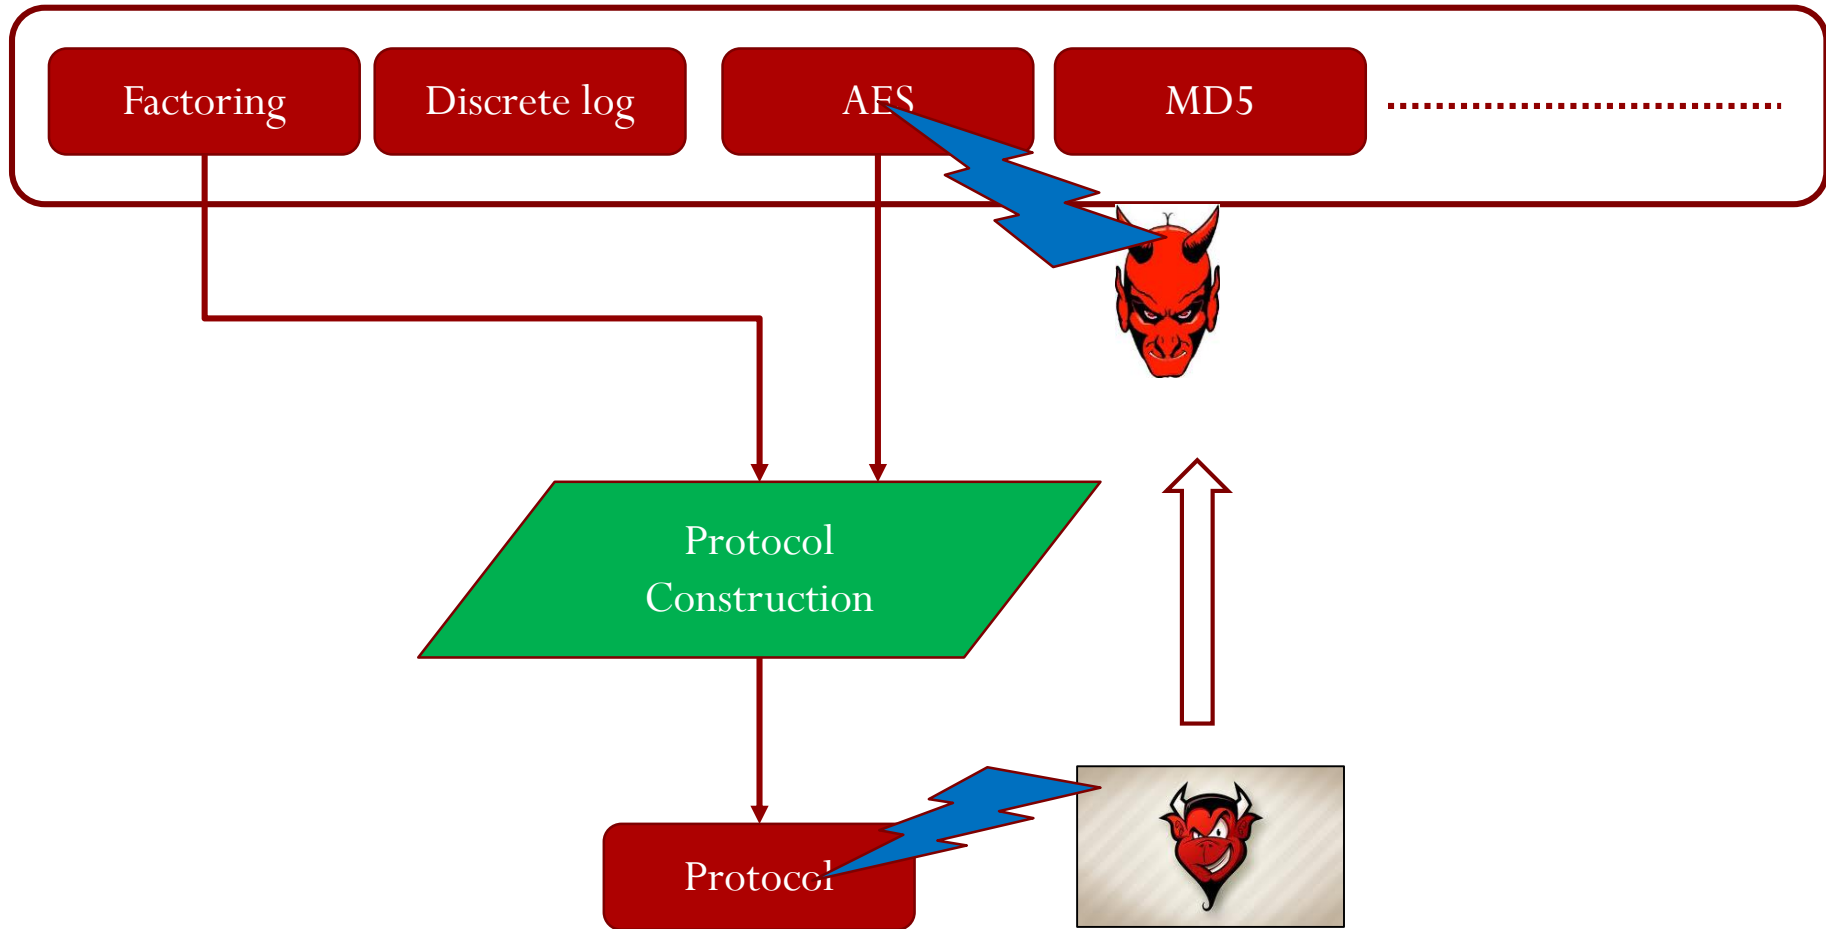 Factoring
Discrete log
AES
MD5
Protocol
Construction
Protocol